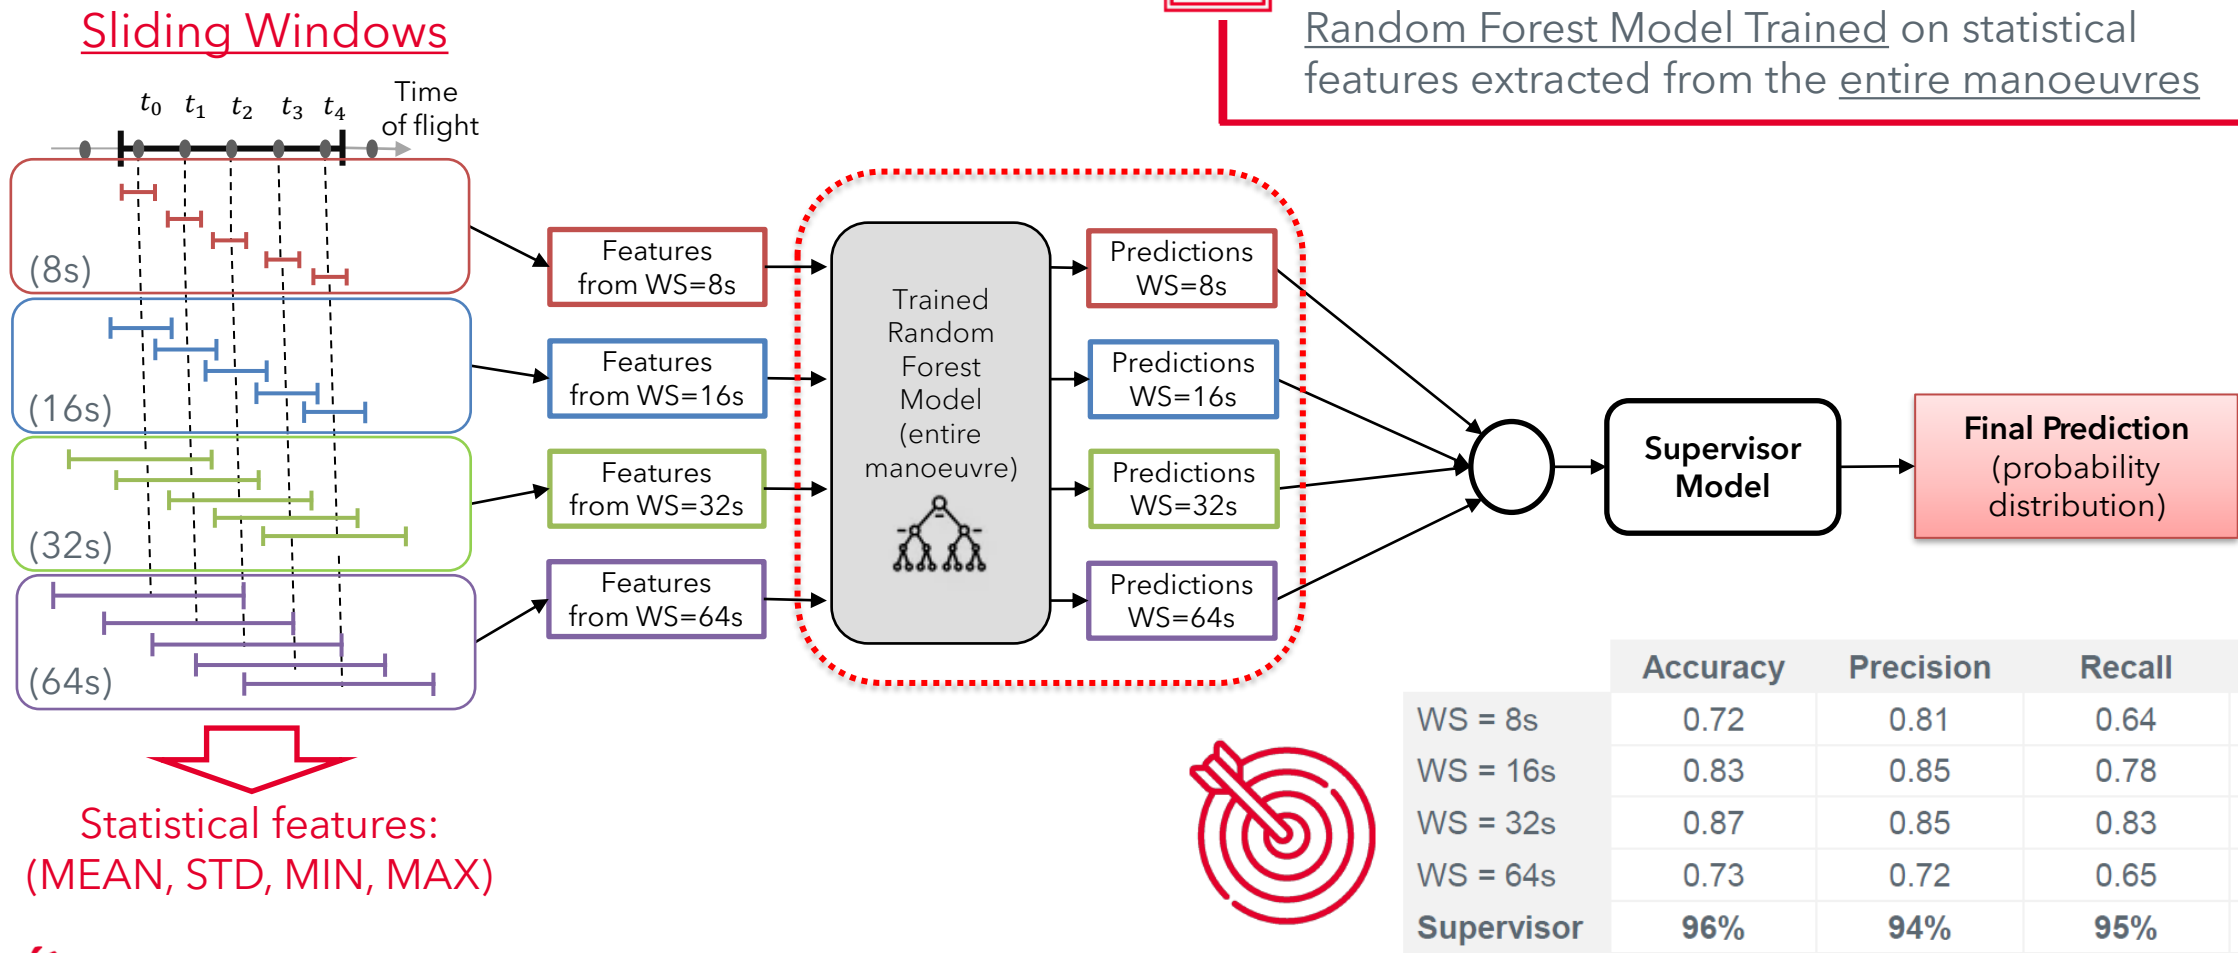 Sliding Windows
Random Forest Model Trained on statistical
features extracted from the entire manoeuvres
t0 t1 t2 t3 t4
Time
of flight
(8s)
(16s)
(32s)
(64s)
Features
from WS=8s
Features
from WS=16s
Features
from WS=32s
Features
from WS=64s
Trained
Random
Forest
Model
(entire
manoeuvre)
Predictions
WS=8s
Predictions
WS=16s
Predictions
WS=32s
Predictions
WS=64s
Supervisor
Model
Final Prediction
(probability
distribution)
Statistical features:
(MEAN, STD, MIN, MAX)
Accuracy Precision Recall
WS = 8s 0.72 0.81 0.64
WS = 16s 0.83 0.85 0.78
WS = 32s 0.87 0.85 0.83
WS = 64s 0.73 0.72 0.65
Supervisor 96% 94% 95%